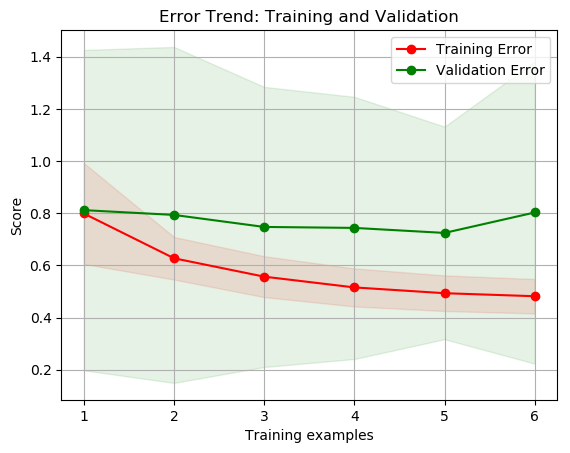 Error Trend: Training and Validation
Training Error
Validation Error
Score
1.4
1.2
1.0
0.8
0.6
0.4
0.2
1 2 3 4 5 6
Training examples